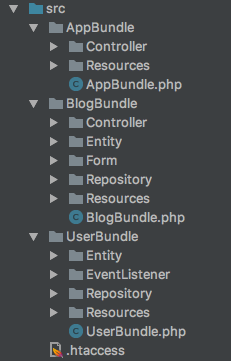 src
AppBundle
Controller
Resources
AppBundle.php
BlogBundle
Controller
Entity
Form
Repository
Resources
BlogBundle.php
UserBundle
Entity
EventListener
Repository
Resources
UserBundle.php
.htaccess